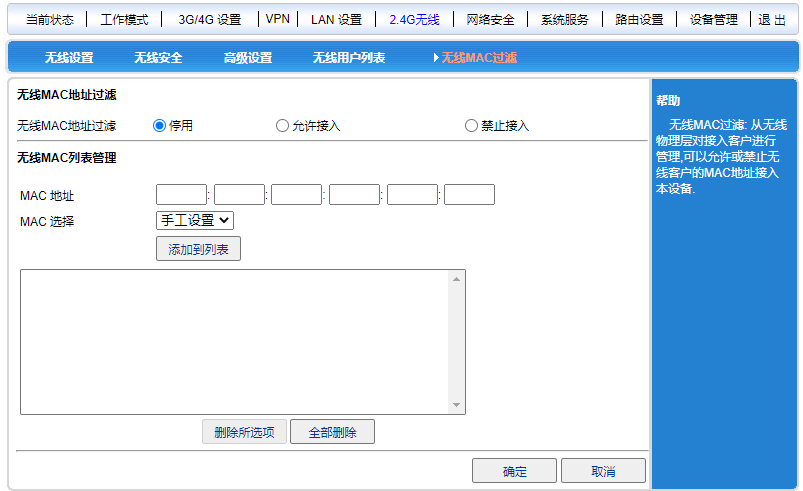 当前状态 工作模式 3G/4G 设置 VPN LAN 设置 2.4G无线 网络安全 系统服务 路由设置 设备管理 退 出
无线设置 无线安全 高级设置 无线用户列表 无线MAC过滤
无线MAC地址过滤
无线MAC地址过滤 停用 允许接入 禁止接入
无线MAC列表管理
MAC 地址 : : : : :
MAC 选择 手工设置
添加到列表
删除所选项 全部删除
确定 取消
帮助
无线MAC过滤: 从无线
物理层对接入客户进行
管理,可以允许或禁止无
线客户的MAC地址接入
本设备.